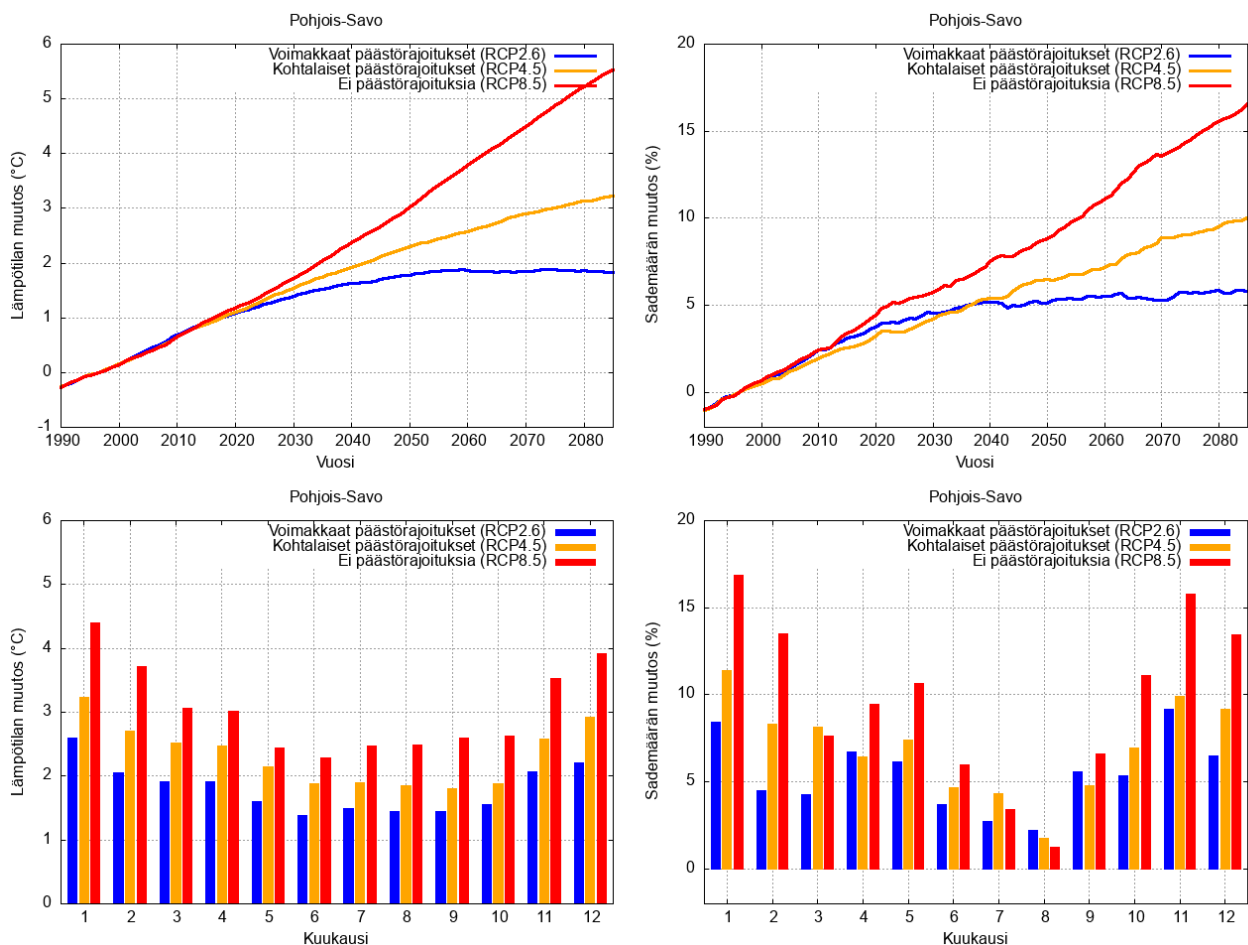 Pohjois-Savo
Voimakkaat päästörajoitukset (RCP2.6)
Kohtalaiset päästörajoitukset (RCP4.5)
Ei päästörajoituksia (RCP8.5)
Lämpötilan muutos (°C)
6
5
4
3
2
1
0
-1
1990 2000 2010 2020 2030 2040 2050 2060 2070 2080
Vuosi
Pohjois-Savo
Voimakkaat päästörajoitukset (RCP2.6)
Kohtalaiset päästörajoitukset (RCP4.5)
Ei päästörajoituksia (RCP8.5)
Sademäärän muutos (%)
20
15
10
5
0
1990 2000 2010 2020 2030 2040 2050 2060 2070 2080
Vuosi
Pohjois-Savo
Voimakkaat päästörajoitukset (RCP2.6)
Kohtalaiset päästörajoitukset (RCP4.5)
Ei päästörajoituksia (RCP8.5)
Lämpötilan muutos (°C)
6
5
4
3
2
1
0
1 2 3 4 5 6 7 8 9 10 11 12
Kuukausi
Pohjois-Savo
Voimakkaat päästörajoitukset (RCP2.6)
Kohtalaiset päästörajoitukset (RCP4.5)
Ei päästörajoituksia (RCP8.5)
Sademäärän muutos (%)
20
15
10
5
0
1 2 3 4 5 6 7 8 9 10 11 12
Kuukausi